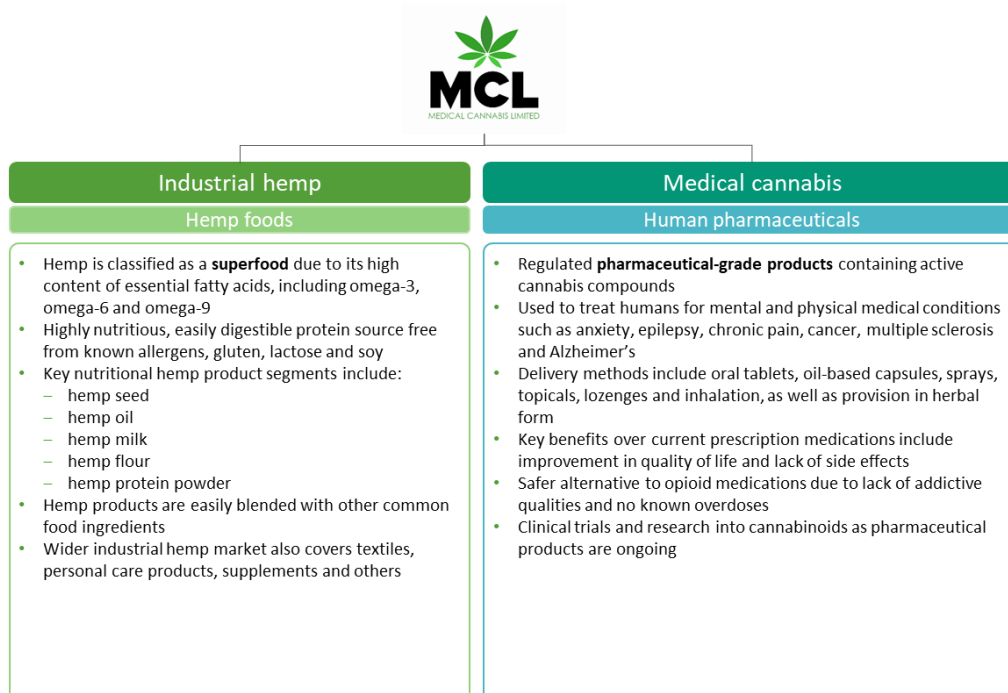 MCL
MEDICAL CANNABIS LIMITED
Industrial hemp
Hemp foods
• Hemp is classified as a superfood due to its high
content of essential fatty acids, including omega-3,
omega-6 and omega-9
• Highly nutritious, easily digestible protein source free
from known allergens, gluten, lactose and soy
• Key nutritional hemp product segments include:
– hemp seed
– hemp oil
– hemp milk
– hemp flour
– hemp protein powder
• Hemp products are easily blended with other common
food ingredients
• Wider industrial hemp market also covers textiles,
personal care products, supplements and others
Medical cannabis
Human pharmaceuticals
• Regulated pharmaceutical-grade products containing active
cannabis compounds
• Used to treat humans for mental and physical medical conditions
such as anxiety, epilepsy, chronic pain, cancer, multiple sclerosis
and Alzheimer's
• Delivery methods include oral tablets, oil-based capsules, sprays,
topicals, lozenges and inhalation, as well as provision in herbal
form
• Key benefits over current prescription medications include
improvement in quality of life and lack of side effects
• Safer alternative to opioid medications due to lack of addictive
qualities and no known overdoses
• Clinical trials and research into cannabinoids as pharmaceutical
products are ongoing